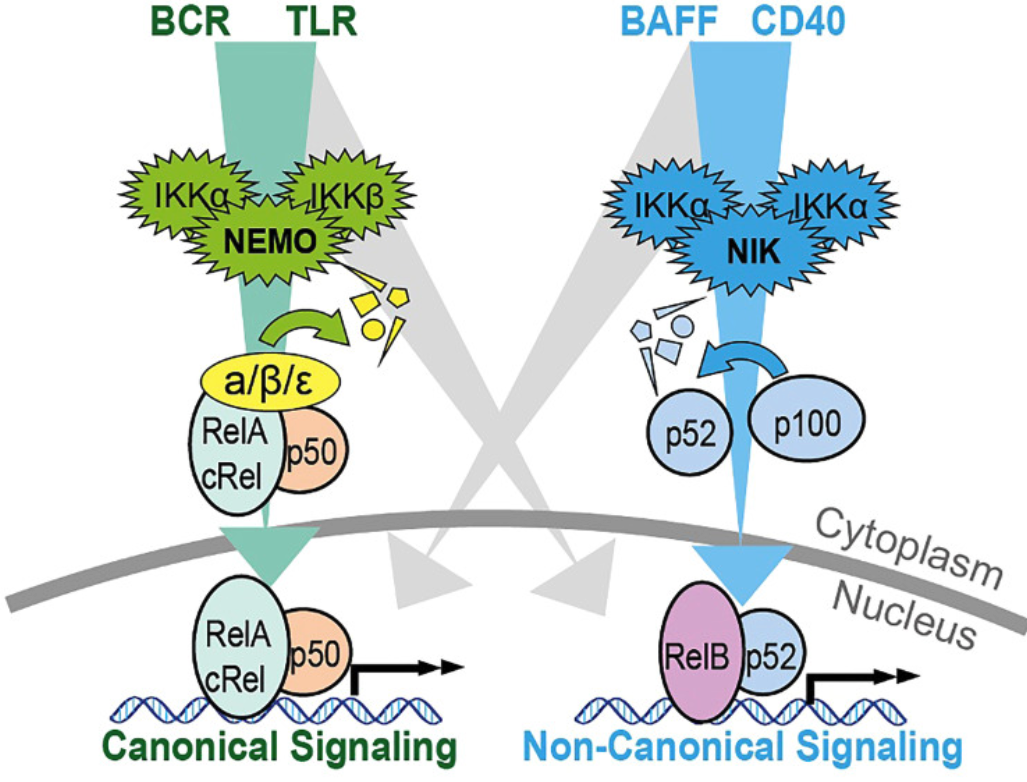 BCR TLR
BAFF CD40
IKKα IKKβ
NEMO
IKKα IKKα
NIK
a/β/ε
RelA
cRel
p50
p52
p100
Cytoplasm
Nucleus
RelA
cRel
p50
RelB
p52
Canonical Signaling
Non-Canonical Signaling